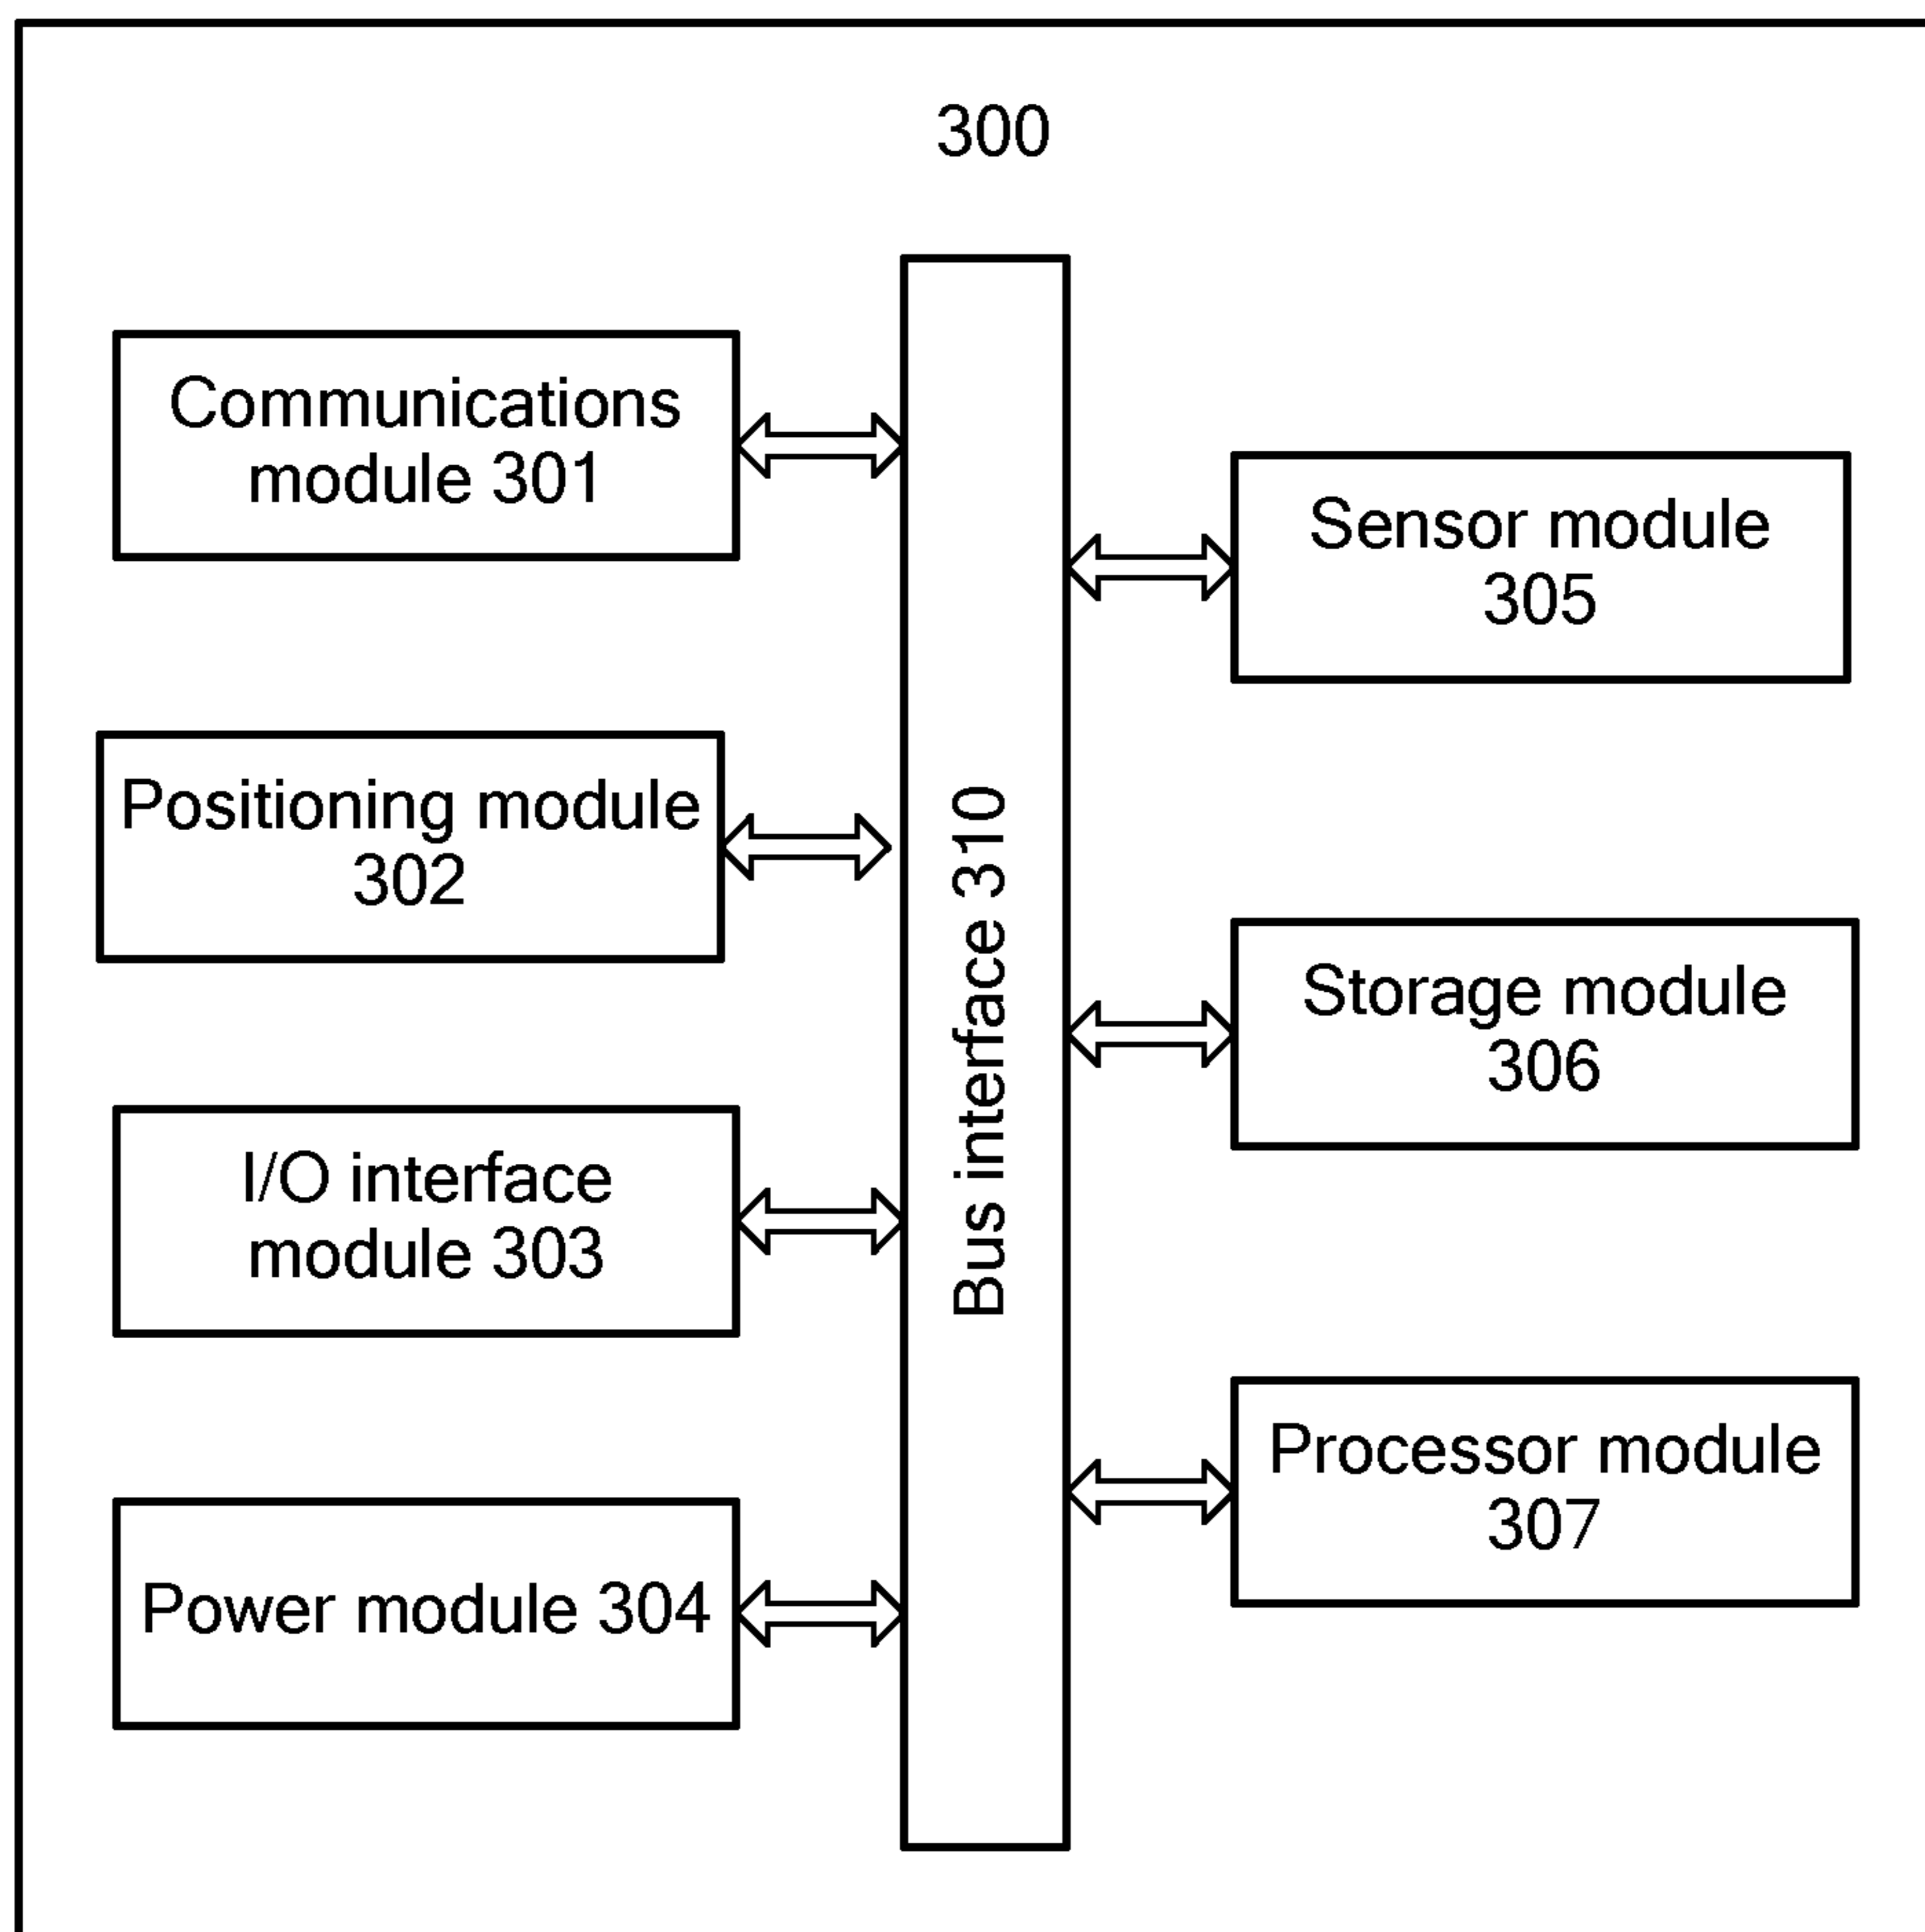 300
Communications
module 301
Positioning module
302
I/O interface
module 303
Power module 304
Bus interface 310
Sensor module
305
Storage module
306
Processor module
307